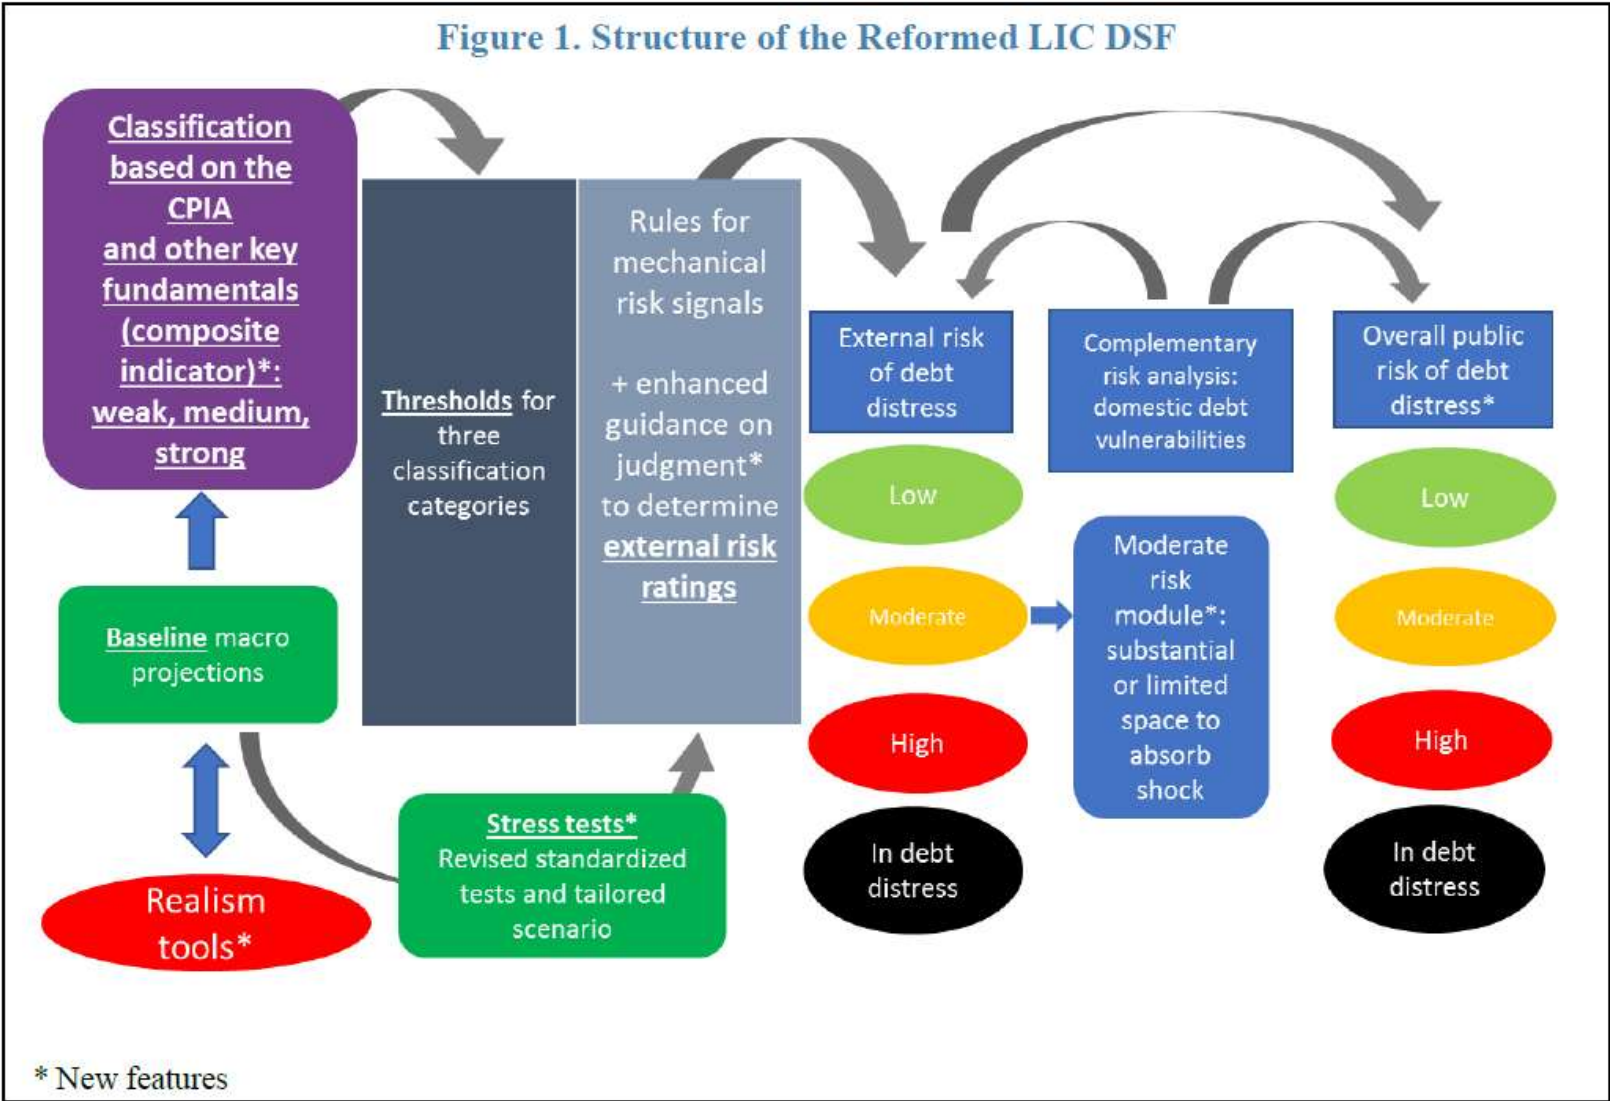 Figure 1. Structure of the Reformed LIC DSF
Classification
based on the
CPIA
and other key
fundamentals
(composite
indicator)*:
weak, medium,
strong
Baseline macro
projections
Realism
tools*
Thresholds for
three
classification
categories
Rules for
mechanical
risk signals
+ enhanced
guidance on
judgment*
to determine
external risk
ratings
Stress tests*
Revised standardized
tests and tailored
scenario
External risk
of debt
distress
Low
Moderate
High
In debt
distress
Complementary
risk analysis:
domestic debt
vulnerabilities
Moderate
risk
module*:
substantial
or limited
space to
absorb
shock
Overall public
risk of debt
distress*
Low
Moderate
High
In debt
distress
* New features